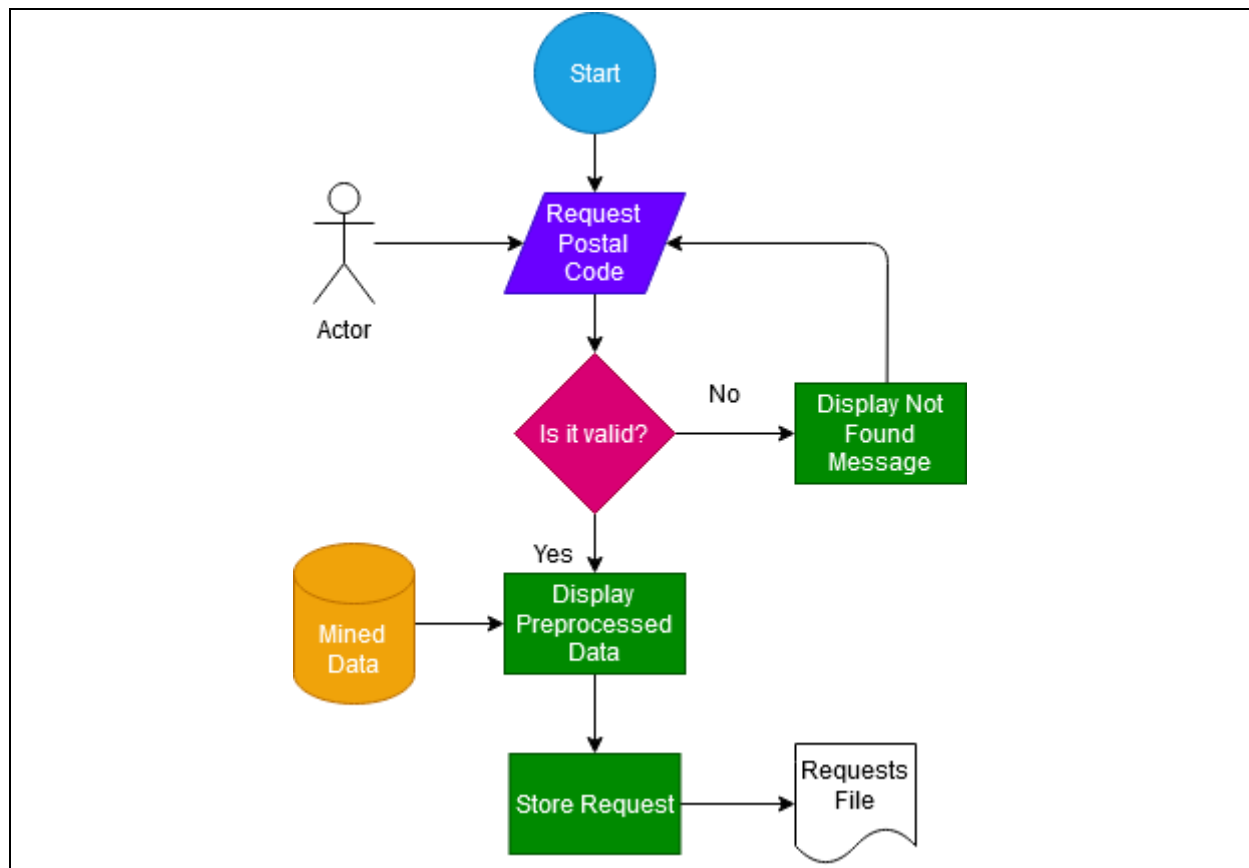 Start
Request
Postal
Code
Actor
Is it valid?
No
Display Not
Found
Message
Yes
Mined
Data
Display
Preprocessed
Data
Store Request
Requests
File